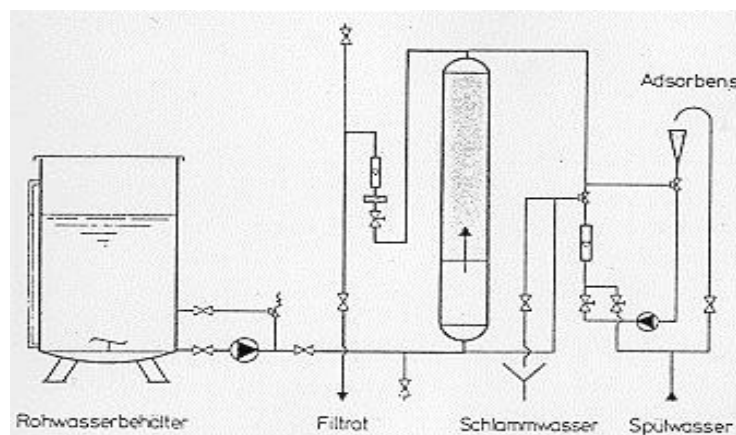 Adsorbens
Rohwasserbehälter
Filtrat
Schlammwasser
Spülwasser